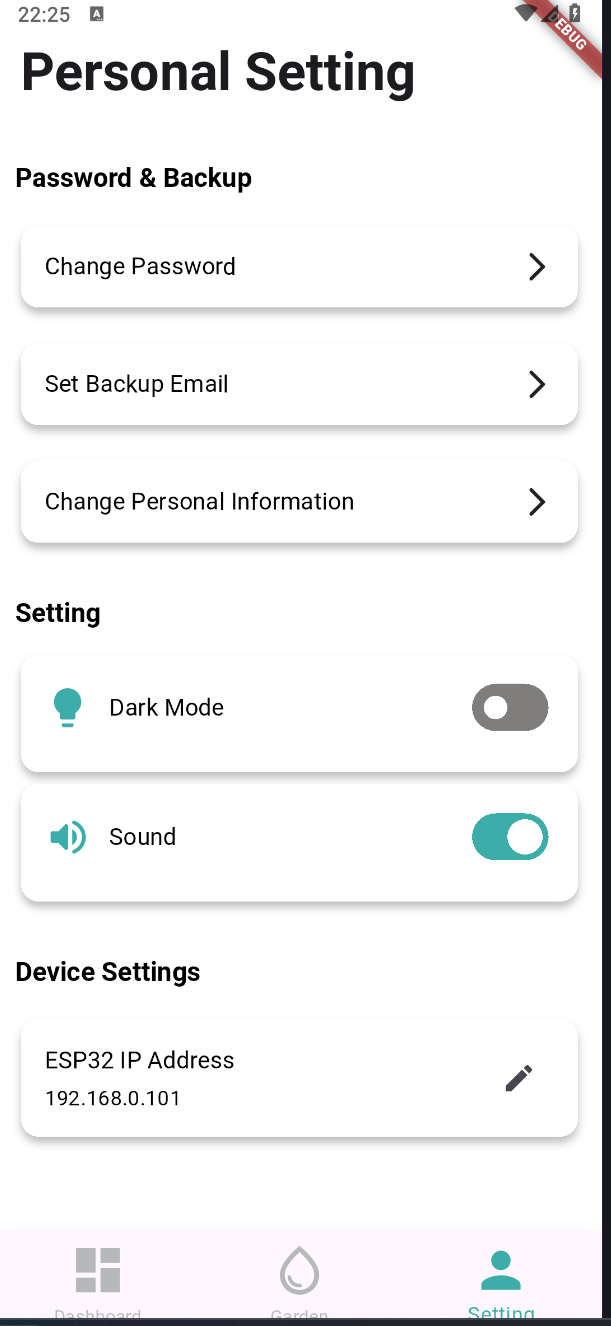 22:25
A
DEBUG
Personal Setting
Password & Backup
Change Password
Set Backup Email
Change Personal Information
Setting
Dark Mode
Sound
Device Settings
ESP32 IP Address
192.168.0.101
Dashboard
Garden
Setting